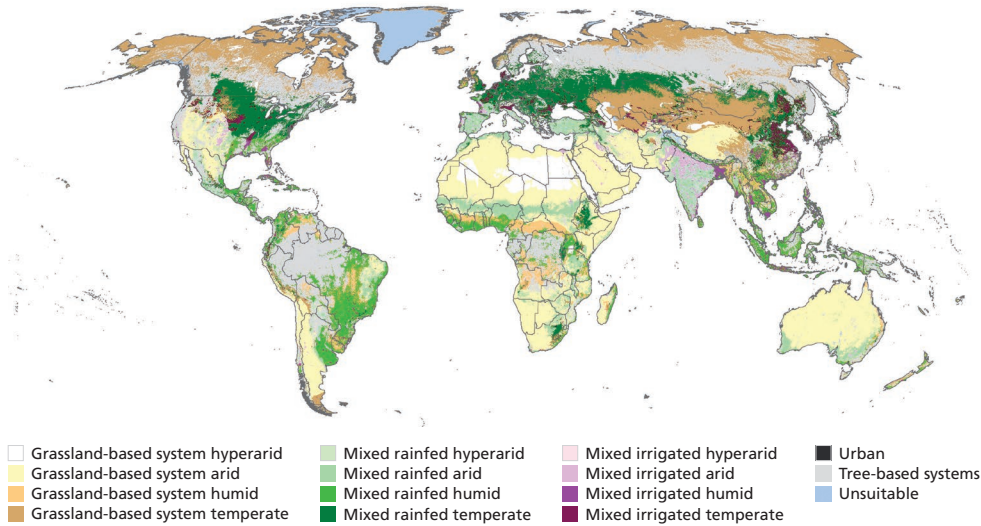 Grassland-based system hyperarid
Grassland-based system arid
Grassland-based system humid
Grassland-based system temperate
Mixed rainfed hyperarid
Mixed rainfed arid
Mixed rainfed humid
Mixed rainfed temperate
Mixed irrigated hyperarid
Mixed irrigated arid
Mixed irrigated humid
Mixed irrigated temperate
Urban
Tree-based systems
Unsuitable